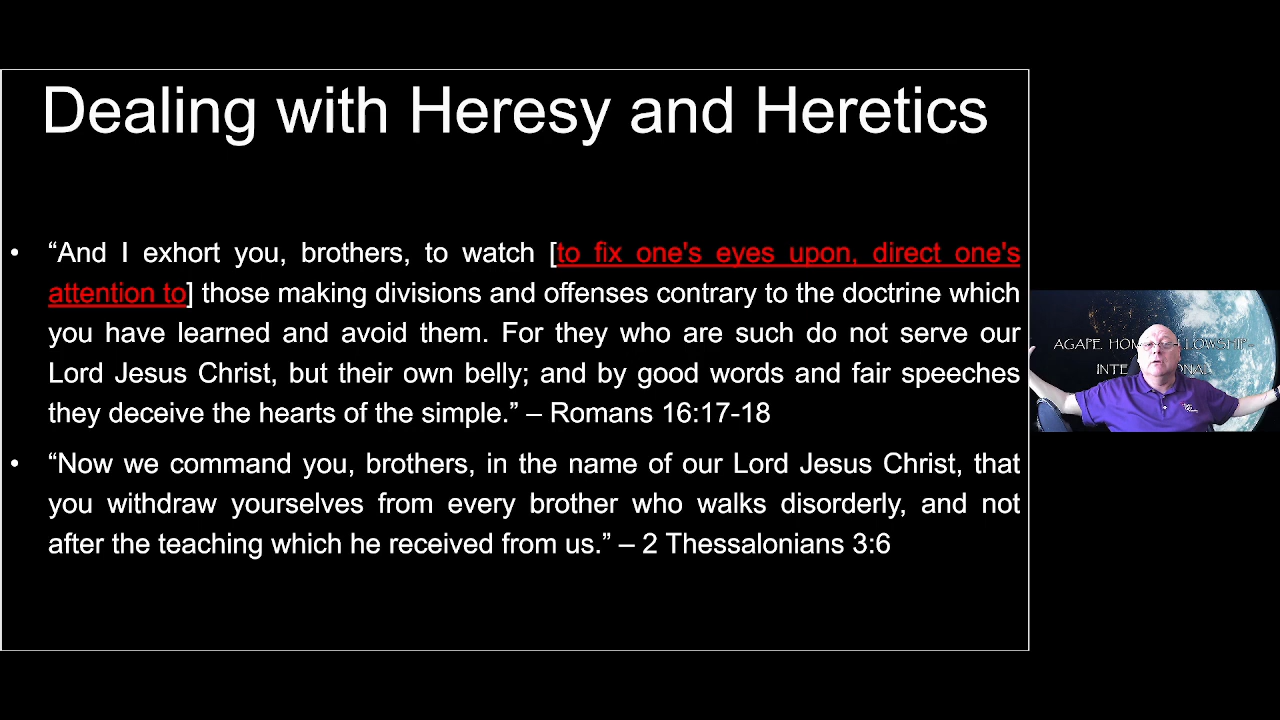 Dealing with Heresy and Heretics
• “And I exhort you, brothers, to watch [to fix one's eyes upon, direct one's
attention to] those making divisions and offenses contrary to the doctrine which
you have learned and avoid them. For they who are such do not serve our
Lord Jesus Christ, but their own belly; and by good words and fair speeches
they deceive the hearts of the simple.” – Romans 16:17-18
• “Now we command you, brothers, in the name of our Lord Jesus Christ, that
you withdraw yourselves from every brother who walks disorderly, and not
after the teaching which he received from us.” – 2 Thessalonians 3:6
AGAPE